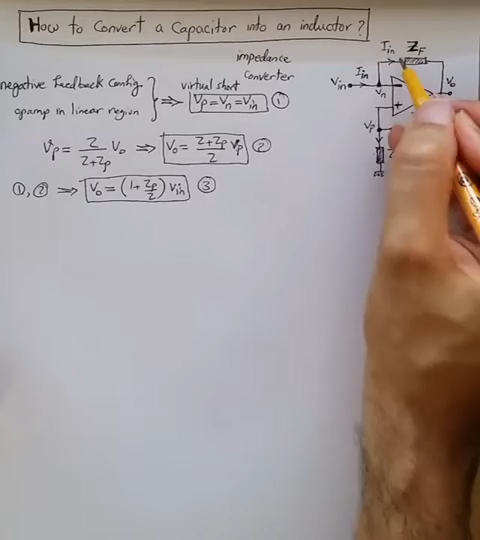 How to Convert a Capacitor into an inductor?
impedance
Converter
negative feedback Config.
opamp in linear region
⇒ virtual short
Vp = Vn = Vin ①
Vp = Z/(Z+Zp) Vo ⇒ Vo = (Z+Zp)/Z Vp ②
①,② ⇒ Vo = (1+Zp/Z) Vin ③
Iin ZF
Iin
Vin
Vn
Vo
Vp